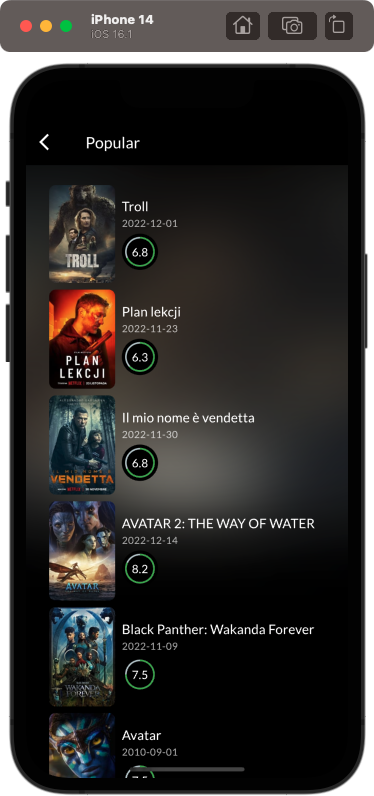 iPhone 14
iOS 16.1
Popular
TROLL
Troll
2022-12-01
6.8
PLAN
LEKCJI
Plan lekcji
2022-11-23
6.3
IL MIO NOME È
VENDETTA
Il mio nome è vendetta
2022-11-30
6.8
AVATAR
AVATAR 2: THE WAY OF WATER
2022-12-14
8.2
WAKANDA
FOREVER
Black Panther: Wakanda Forever
2022-11-09
7.5
Avatar
2010-09-01